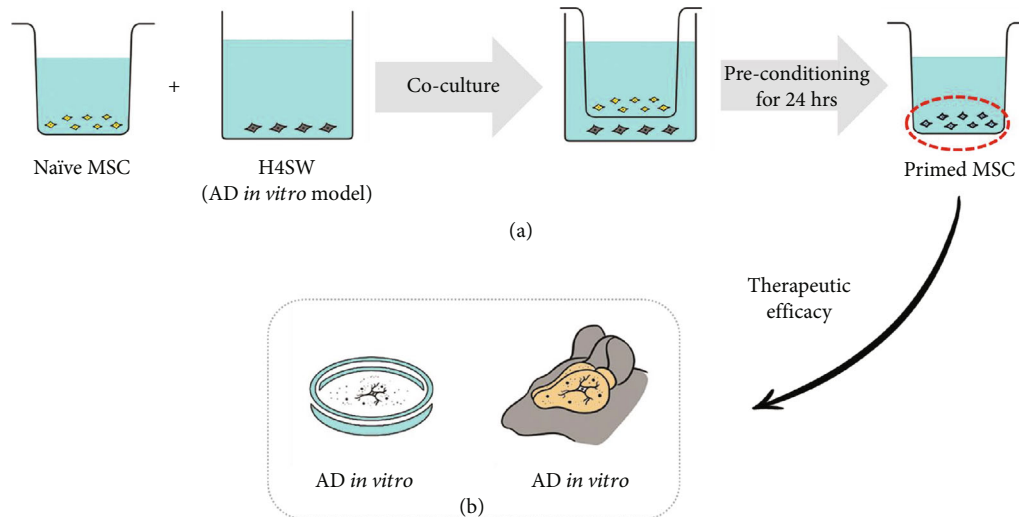 +
Co-culture
Pre-conditioning
for 24 hrs
Naïve MSC
H4SW
(AD in vitro model)
Primed MSC
(a)
Therapeutic
efficacy
AD in vitro
AD in vitro
(b)